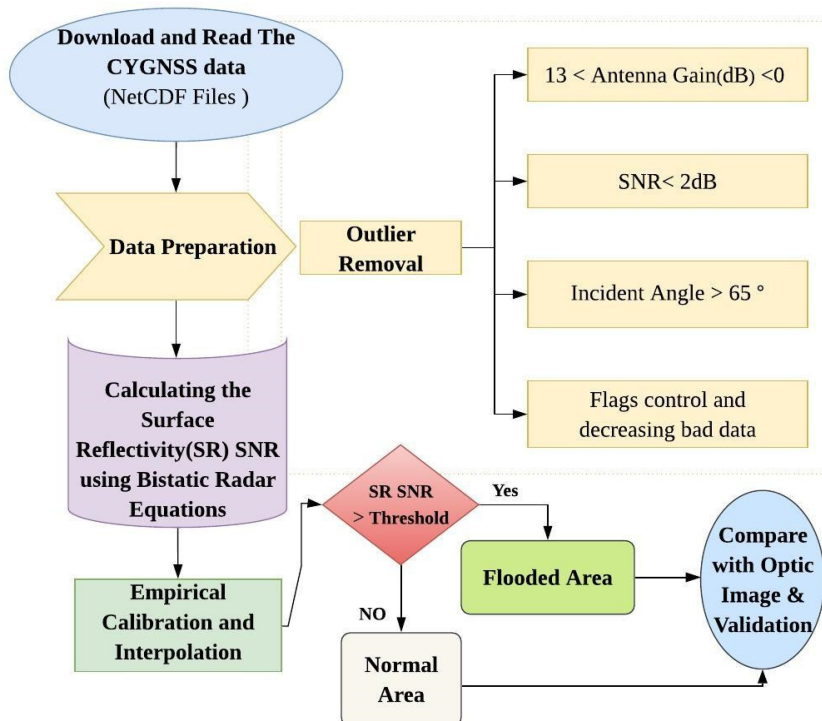 Download and Read The
CYGNSS data
(NetCDF Files )
Data Preparation
Outlier
Removal
13 < Antenna Gain(dB) <0
SNR< 2dB
Incident Angle > 65 °
Flags control and
decreasing bad data
Calculating the
Surface
Reflectivity(SR) SNR
using Bistatic Radar
Equations
Empirical
Calibration and
Interpolation
SR SNR
> Threshold
Yes
NO
Flooded Area
Normal
Area
Compare
with Optic
Image &
Validation